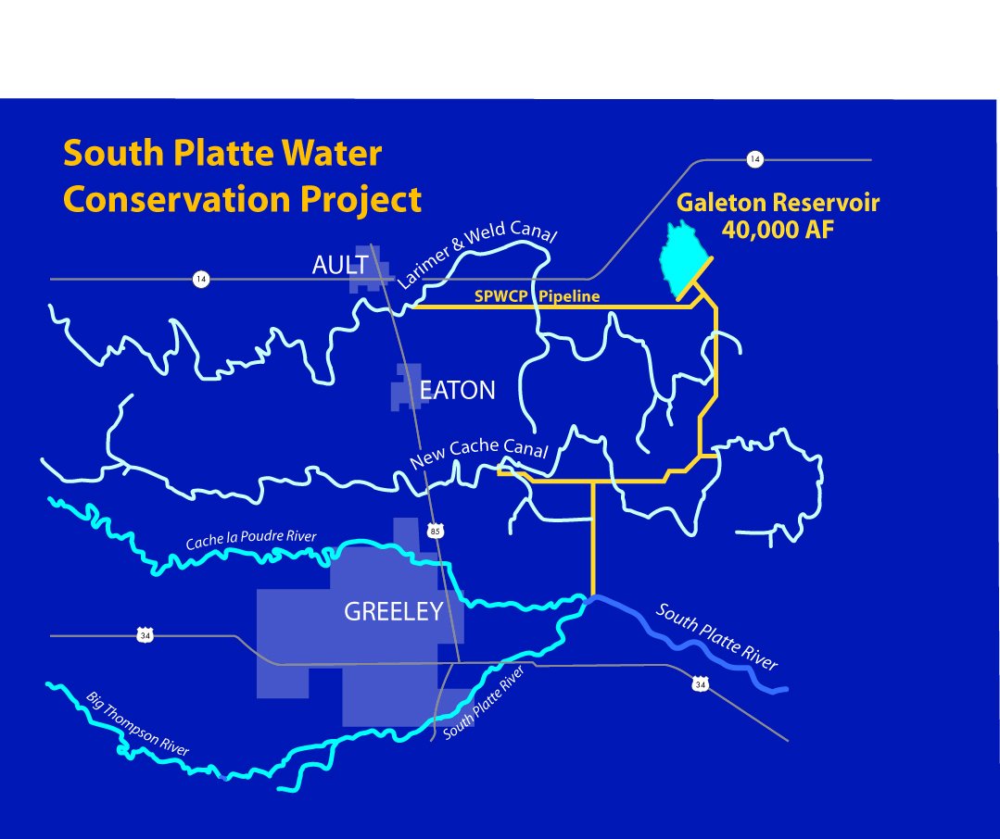 South Platte Water
Conservation Project
14
Galeton Reservoir
40,000 AF
Larimer & Weld Canal
AULT
14
SPWCP Pipeline
EATON
New Cache Canal
85
Cache la Poudre River
GREELEY
South Platte River
34
34
South Platte River
Big Thompson River